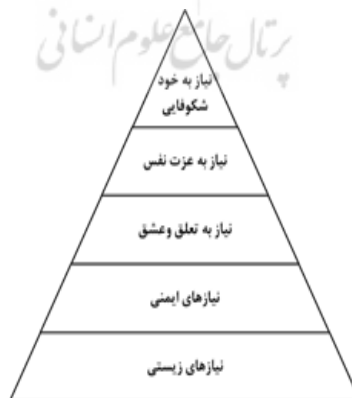 پرتال جامع علوم انسانی
نیاز به خود
شکوفایی
نیاز به عزت نفس
نیاز به تعلق وعشق
نیازهای ایمنی
نیازهای زیستی